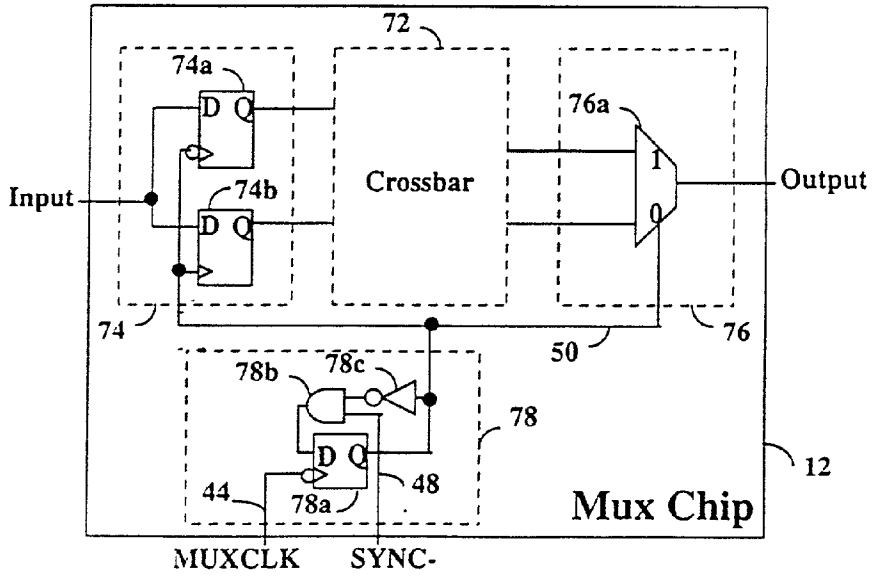 72
74a
D Q
76a
1
Input
74b
Crossbar
Output
D Q
0
74
76
50
78b
78c
78
D Q
44
48
12
78a
Mux Chip
MUXCLK
SYNC-